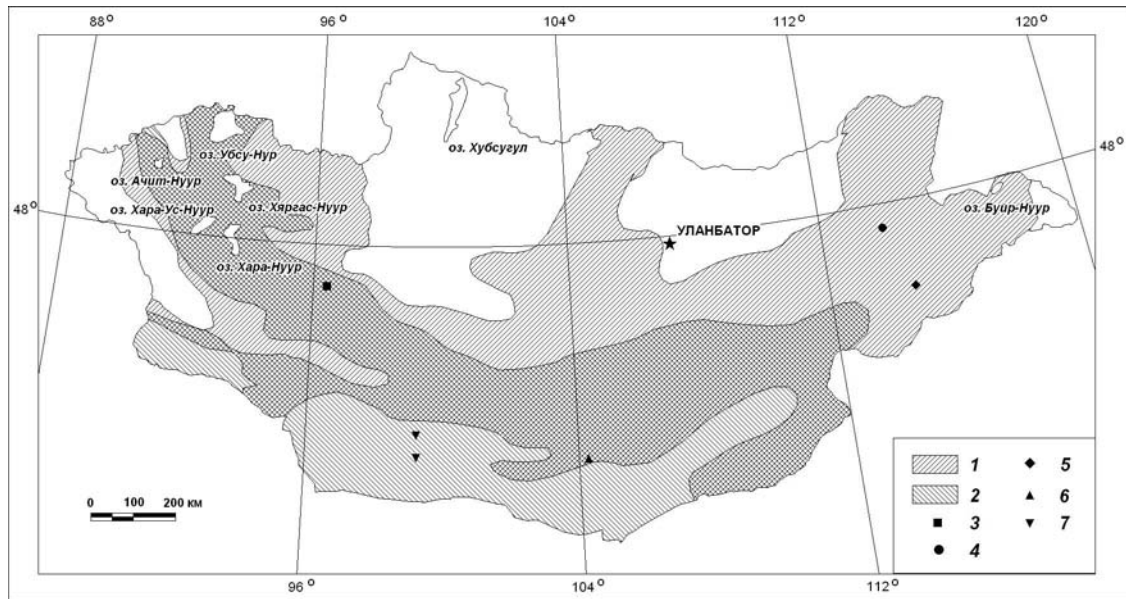 88°
96°
104°
112°
120°
48°
оз. Убсу-Нур
оз. Хубсугул
оз. Ачит-Нуур
оз. Хара-Ус-Нуур
оз. Хяргас-Нуур
оз. Буир-Нуур
48°
УЛАНБАТОР
оз. Хара-Нуур
1
5
2
6
3
7
4
0 100 200 км
96°
104°
112°